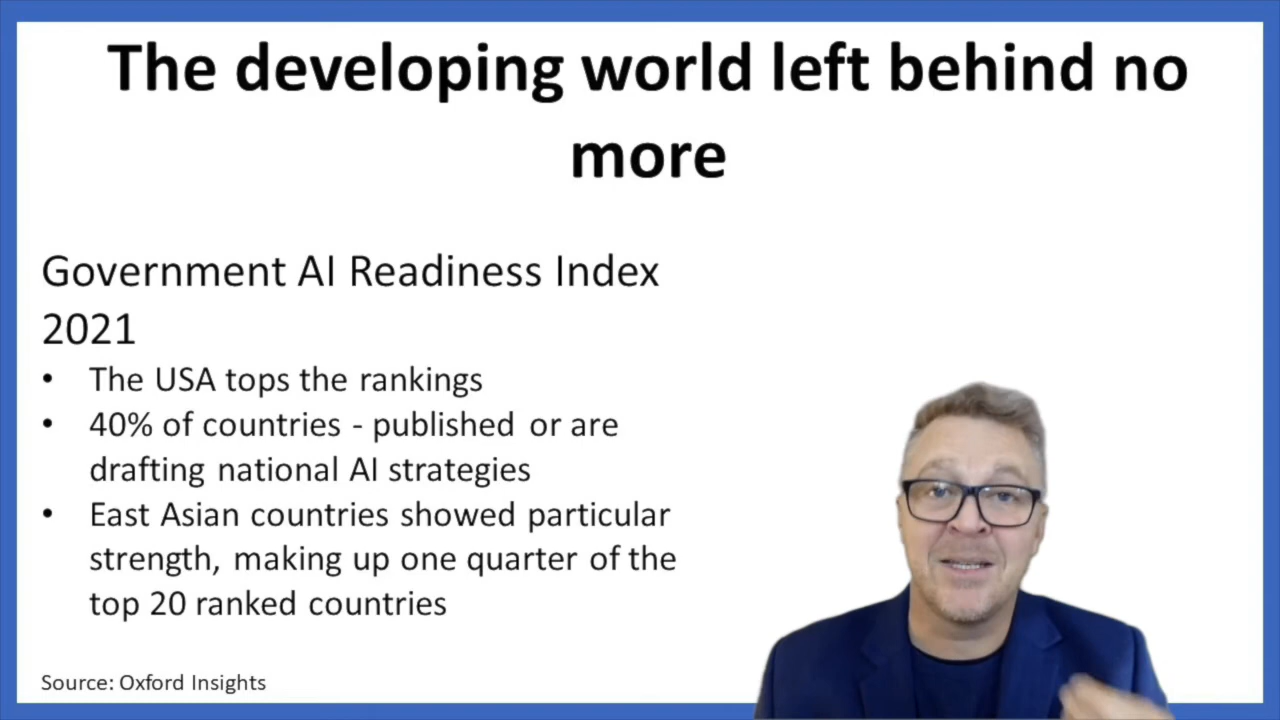 The developing world left behind no
more
Government AI Readiness Index
2021
• The USA tops the rankings
• 40% of countries - published or are
drafting national AI strategies
• East Asian countries showed particular
strength, making up one quarter of the
top 20 ranked countries
Source: Oxford Insights